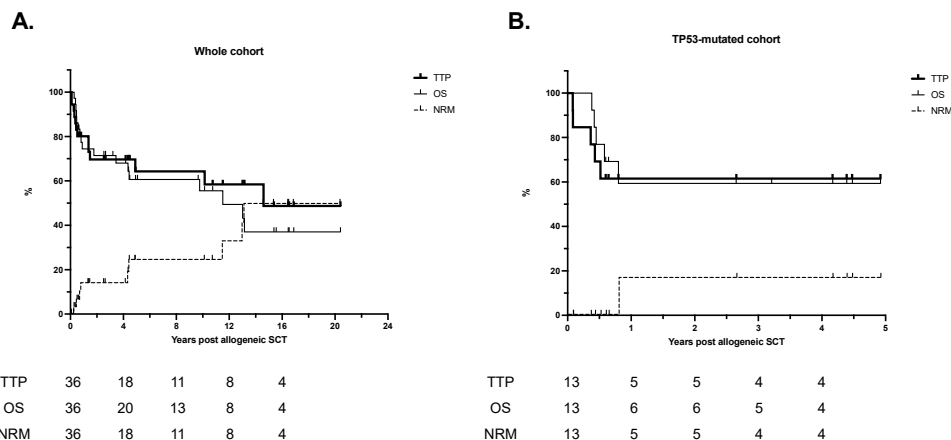 A.
Whole cohort
TTP
OS
NRM
100
80
60
40
20
0
%
0 4 8 12 16 20 24
Years post allogeneic SCT
TTP 36 18 11 8 4
OS 36 20 13 8 4
NRM 36 18 11 8 4
B.
TP53-mutated cohort
TTP
OS
NRM
100
80
60
40
20
0
%
0 1 2 3 4 5
Years post allogeneic SCT
TTP 13 5 5 4 4
OS 13 6 6 5 4
NRM 13 5 5 4 4